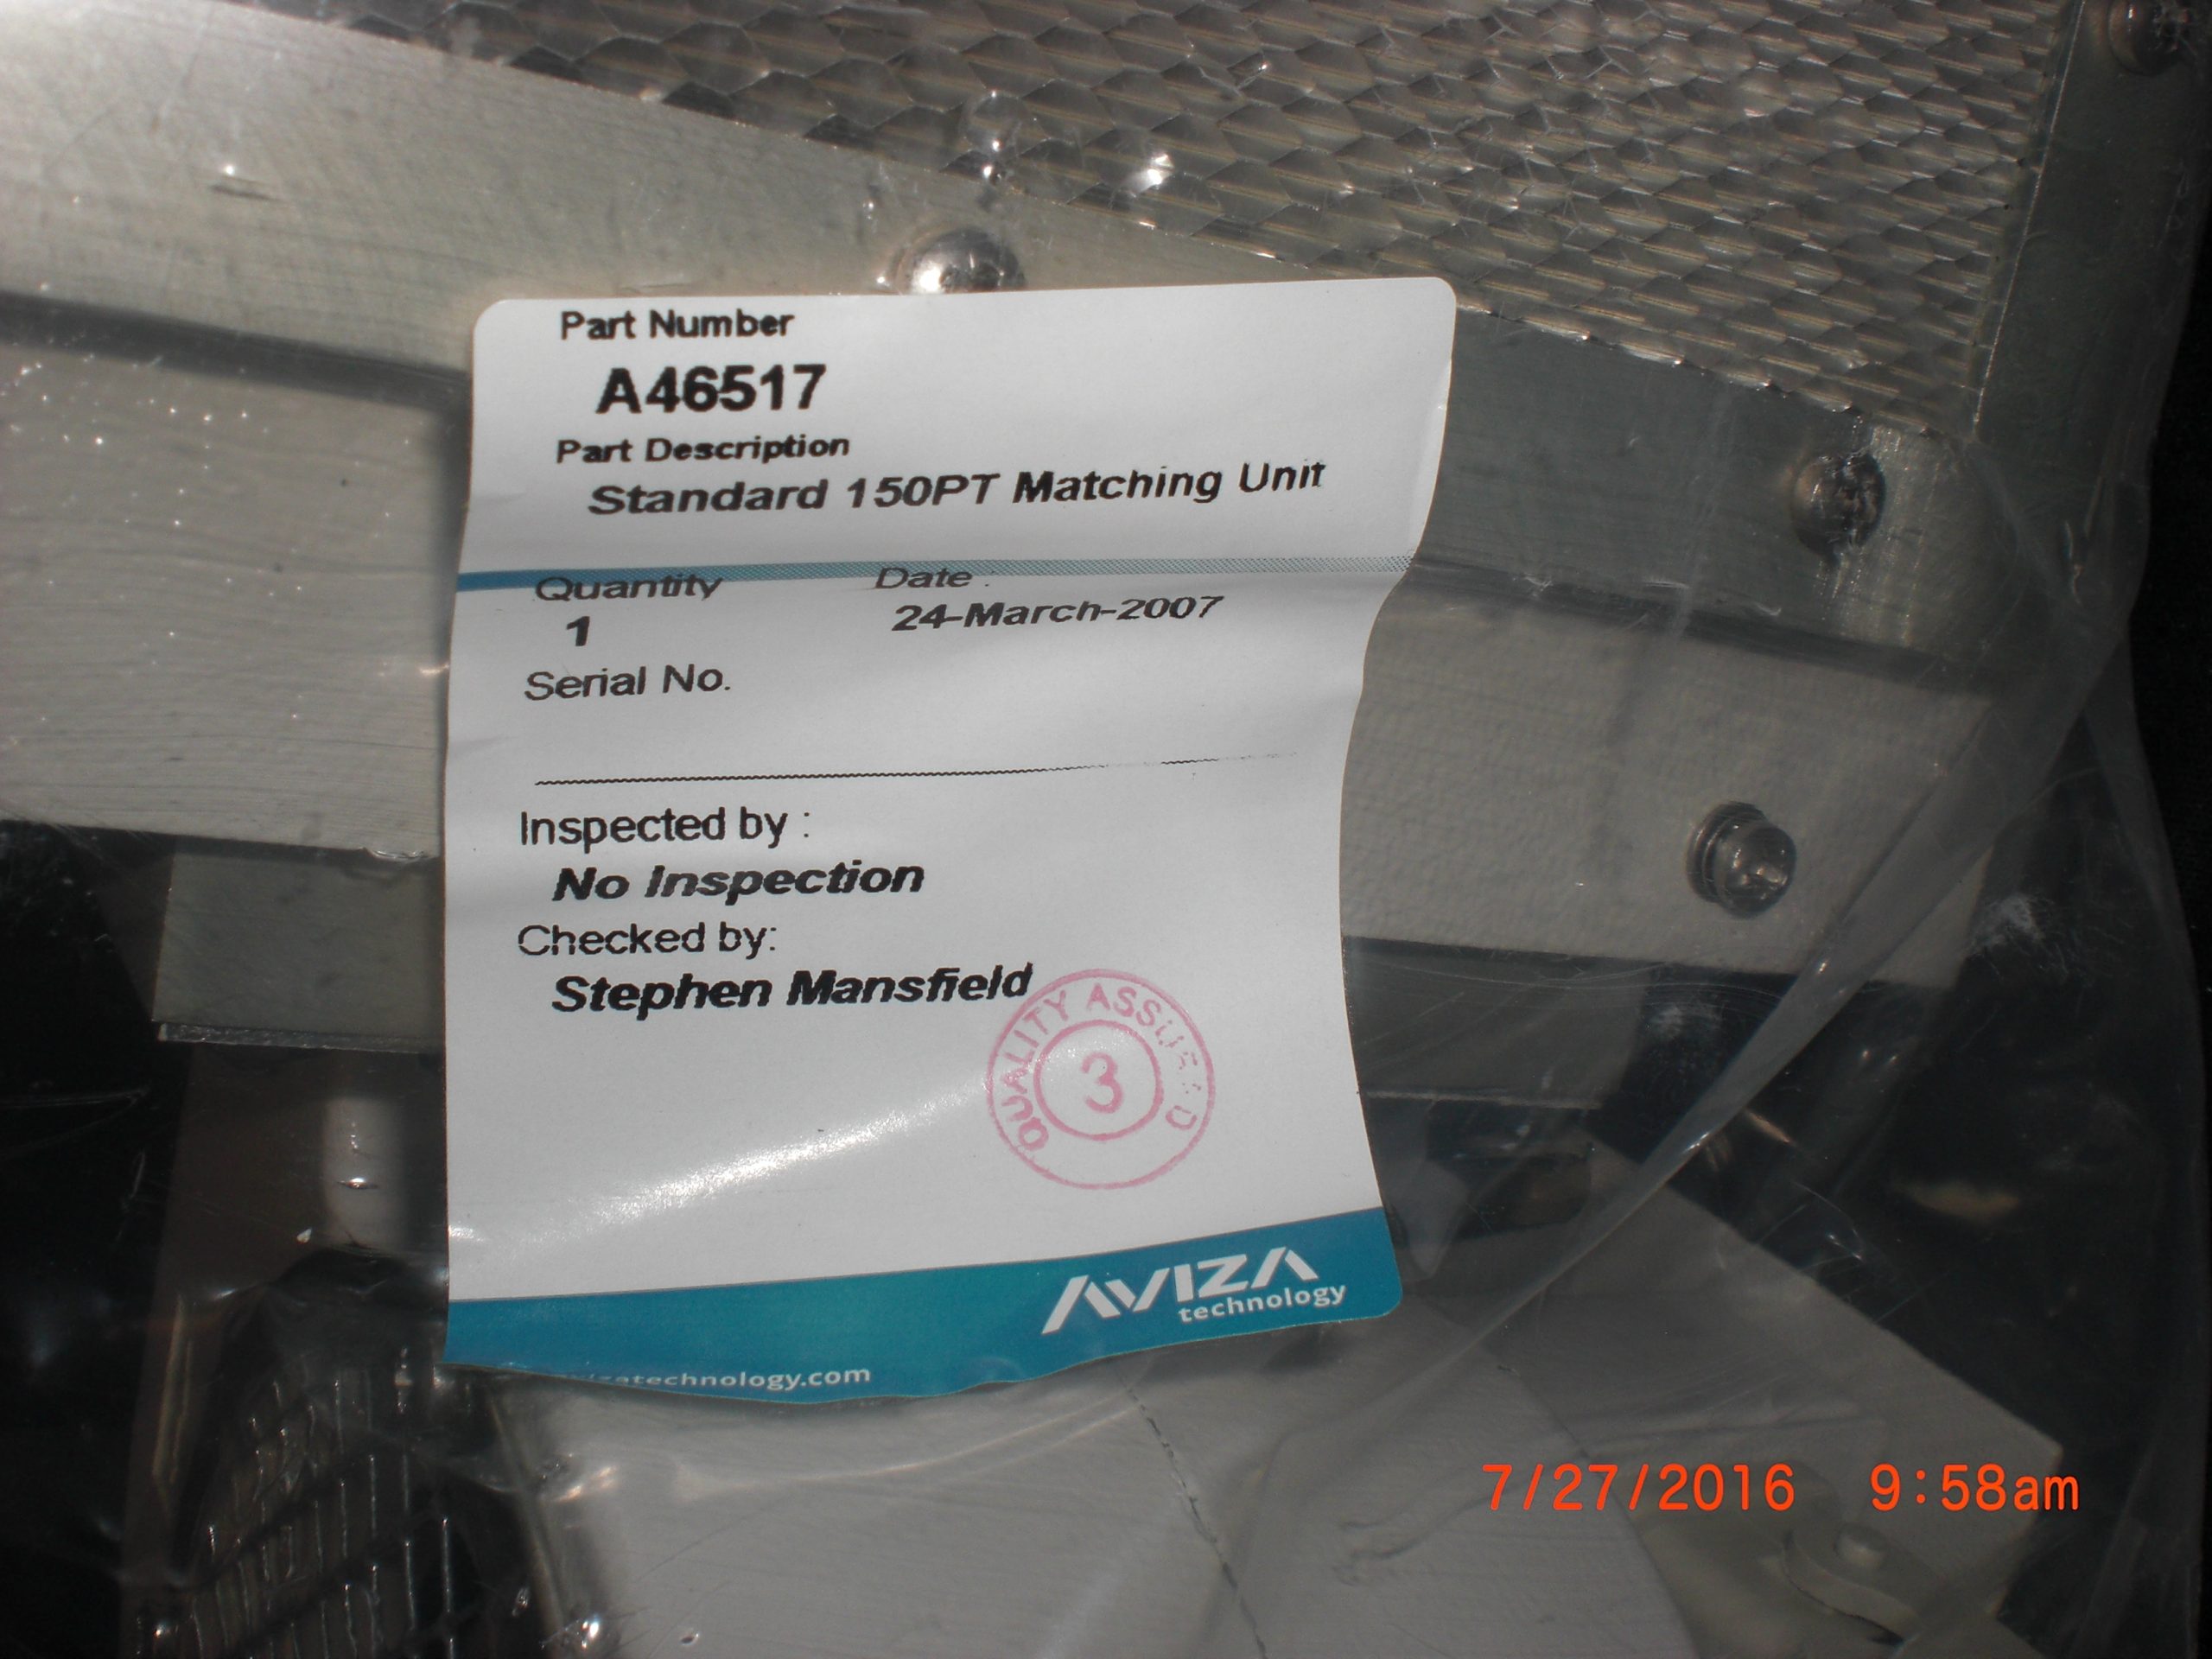 Part Number
A46517
Part Description
Standard 150PT Matching Unit
Quantity Date :
1 24-March-2007
Serial No.
Inspected by :
No Inspection
Checked by:
Stephen Mansfield
QUALITY ASSURED
3
AVIZA
technology
7/27/2016 9:58am